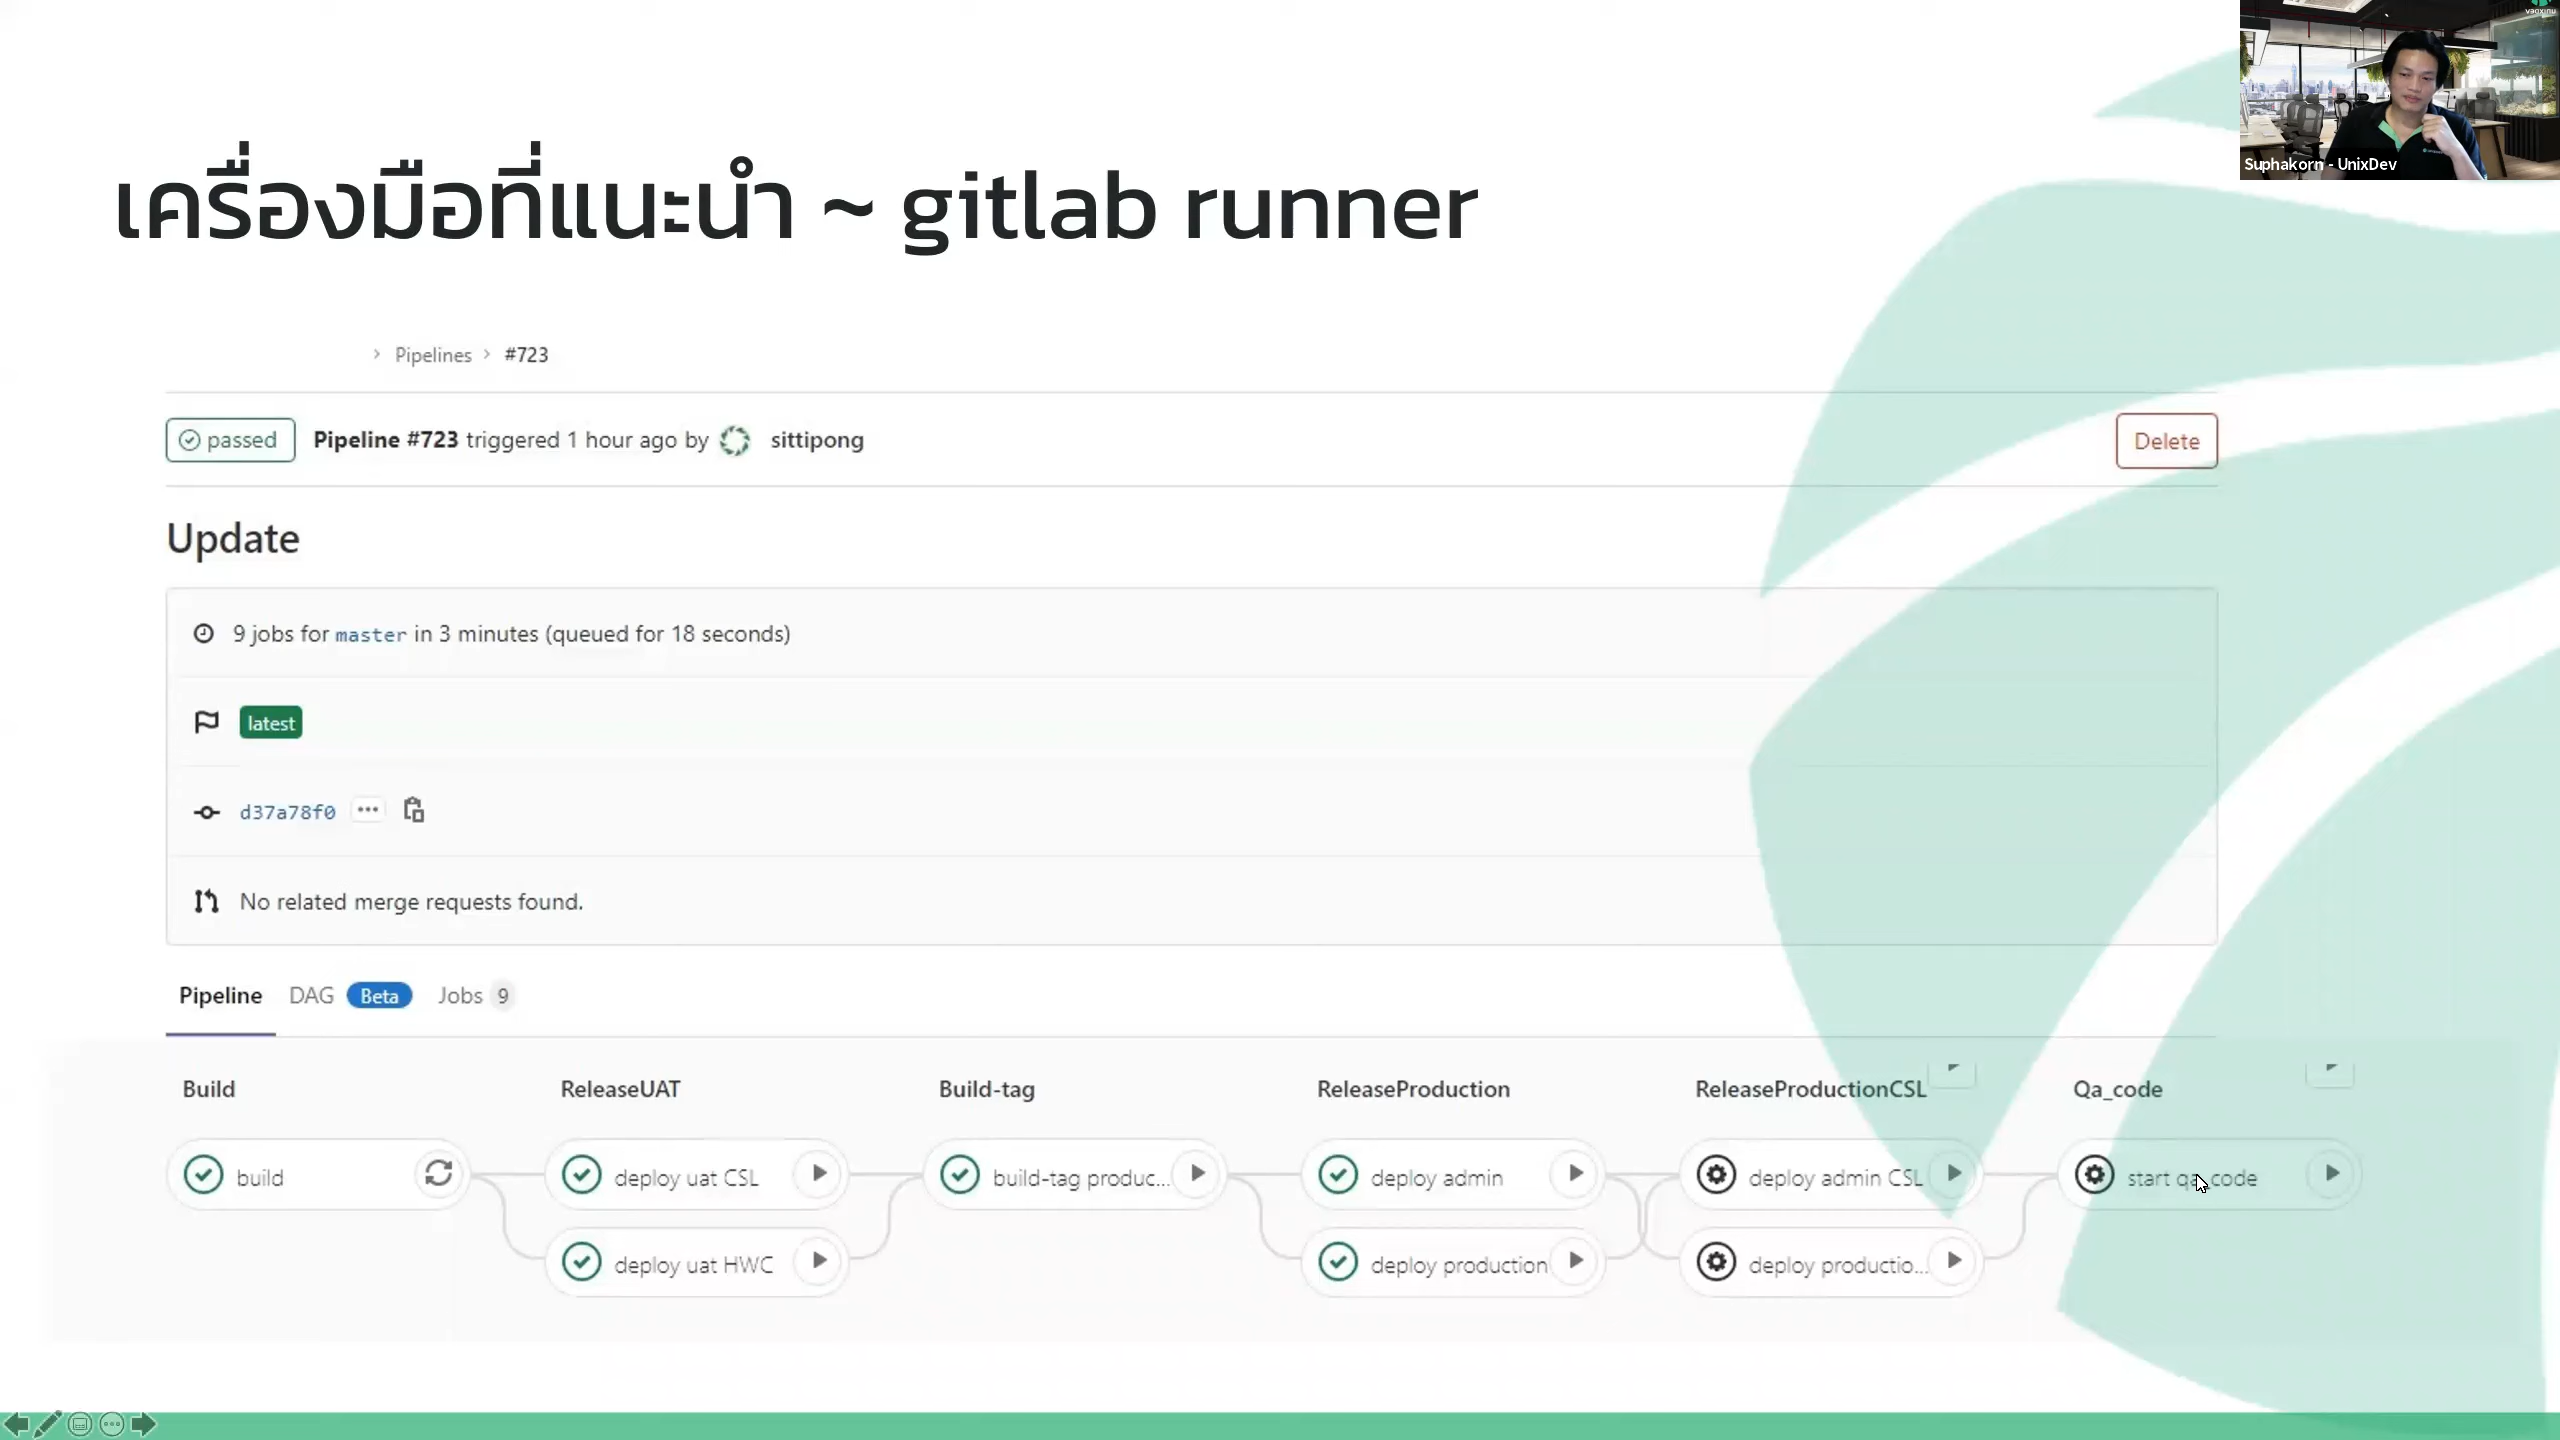 เครื่องมือที่แนะนำ ~ gitlab runner
Suphakorn - UnixDev
Pipelines > #723
passed Pipeline #723 triggered 1 hour ago by sittipong
Delete
Update
9 jobs for master in 3 minutes (queued for 18 seconds)
latest
d37a78f0 ...
No related merge requests found.
Pipeline DAG Beta Jobs 9
Build ReleaseUAT Build-tag ReleaseProduction ReleaseProductionCSL Qa_code
build deploy uat CSL build-tag produc... deploy admin deploy admin CSL start qa_code
deploy uat HWC deploy production deploy productio...